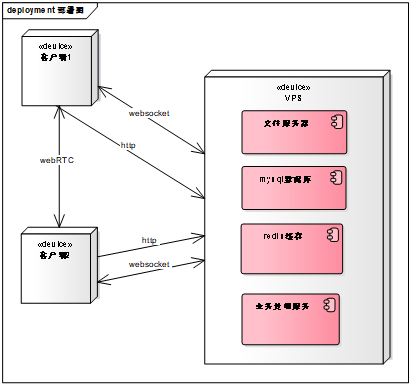 deployment 部署图
«device»
客户端1
websocket
http
webRTC
«device»
客户端2
http
websocket
«device»
VPS
文件服务器
mysql数据库
redis缓存
业务处理服务